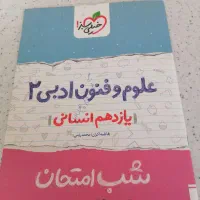 خیلی سبز
علوم و فنون ادبی ۲
یازدهم انسانی
شب امتحان